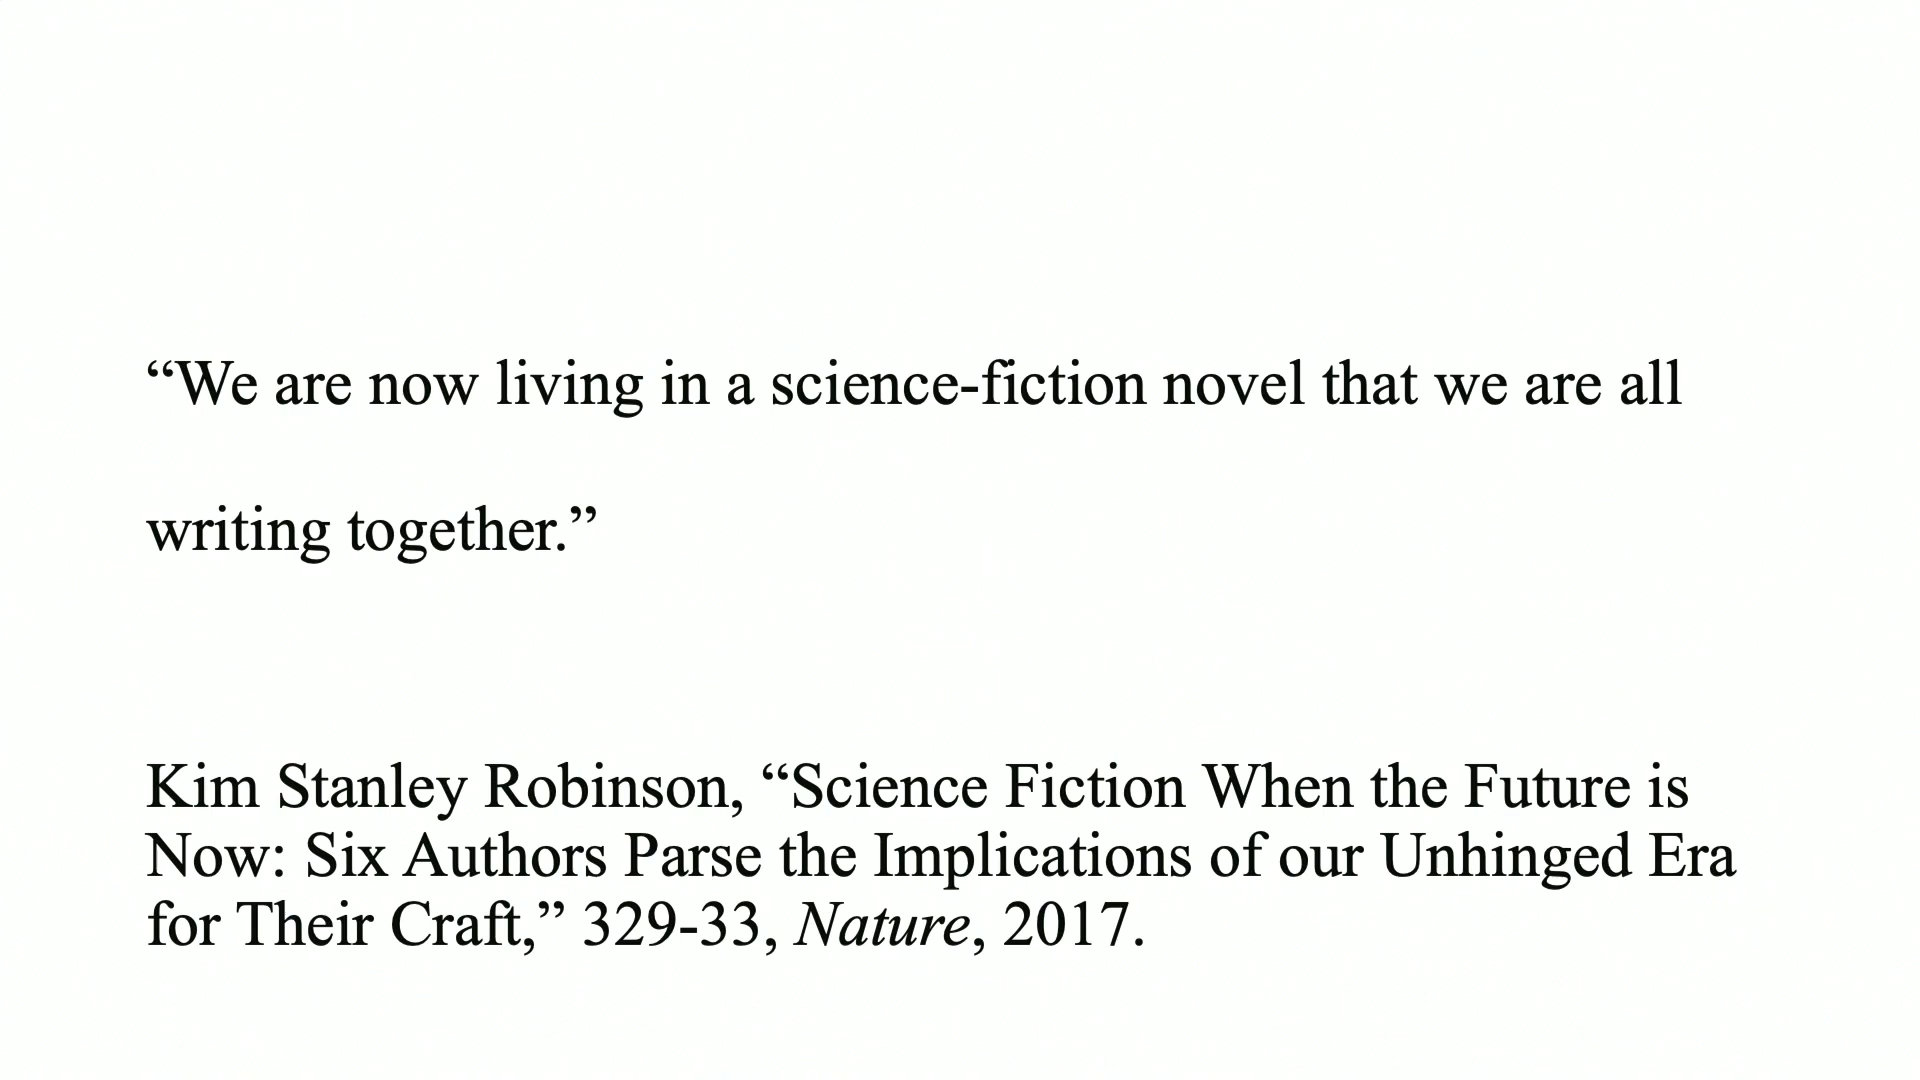 “We are now living in a science-fiction novel that we are all
writing together.”
Kim Stanley Robinson, “Science Fiction When the Future is
Now: Six Authors Parse the Implications of our Unhinged Era
for Their Craft,” 329-33, Nature, 2017.